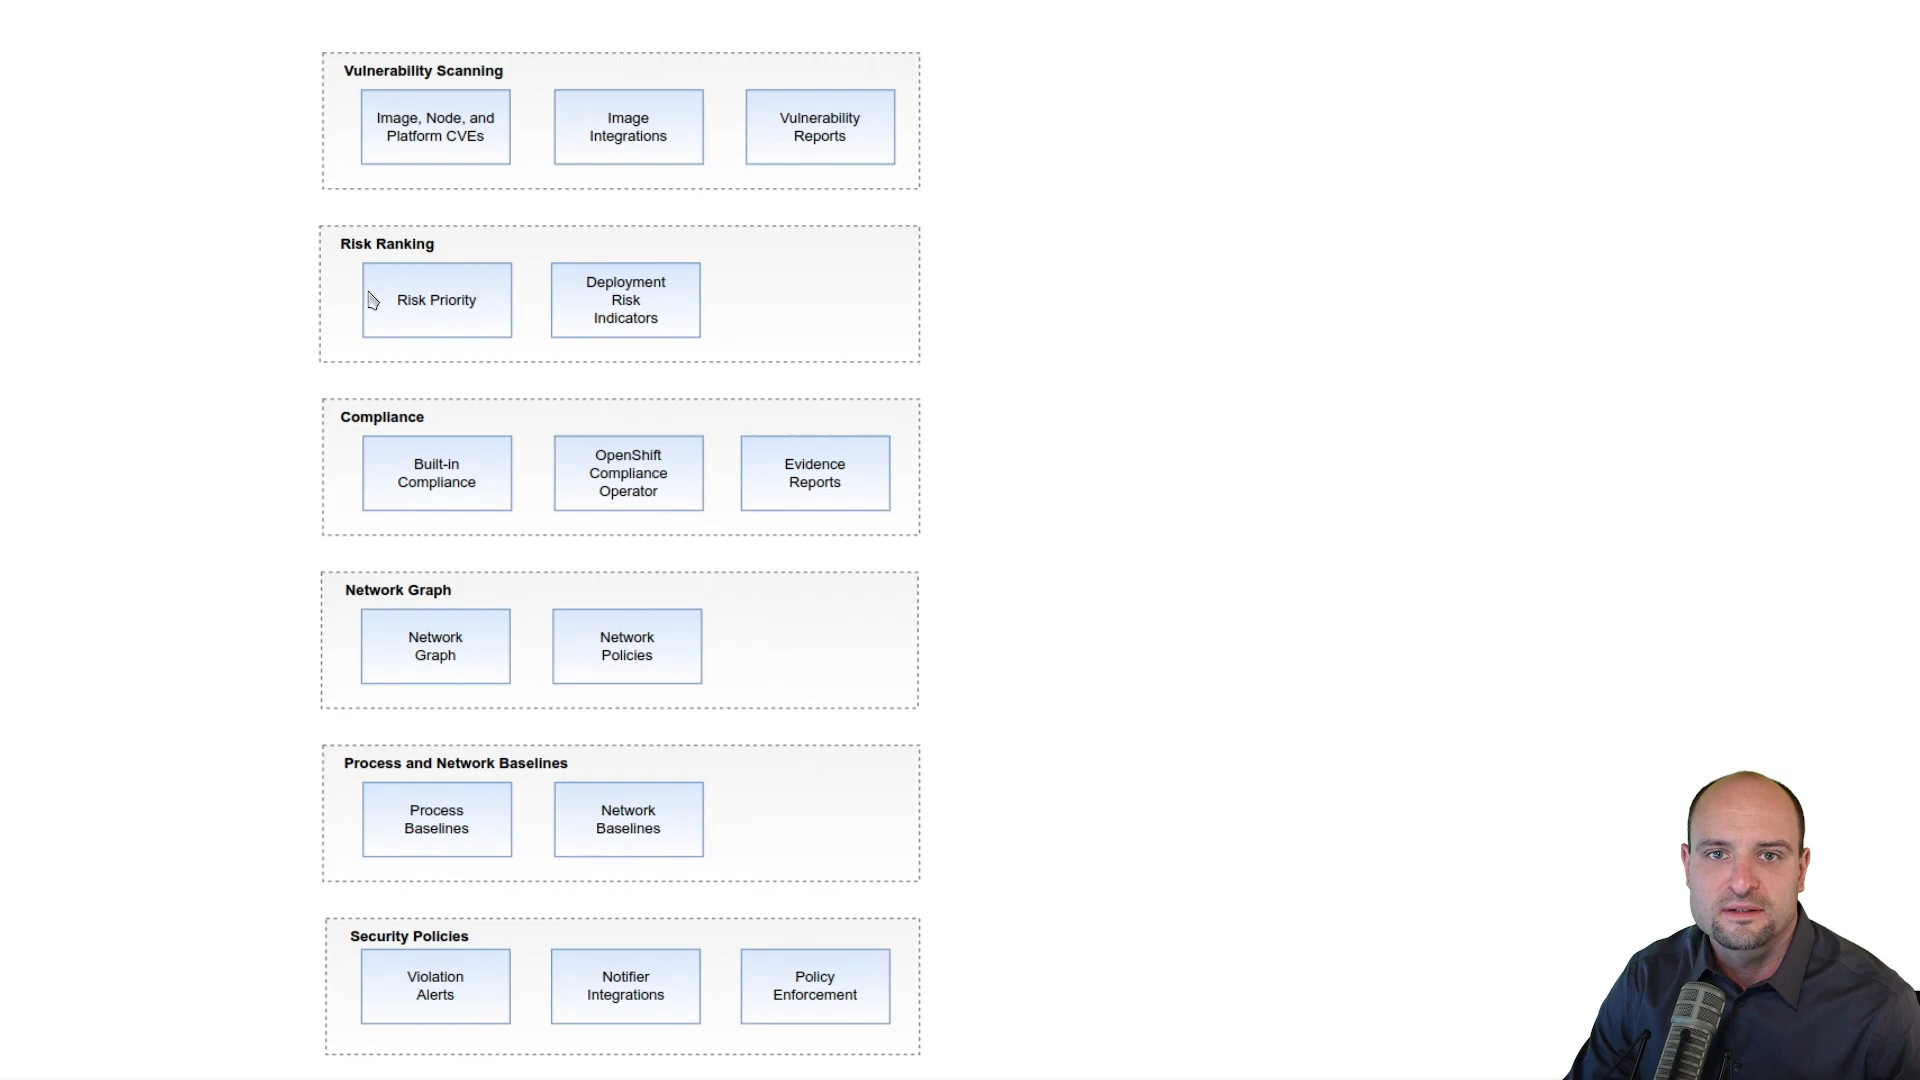 Vulnerability Scanning
Image, Node, and
Platform CVEs
Image
Integrations
Vulnerability
Reports
Risk Ranking
Risk Priority
Deployment
Risk
Indicators
Compliance
Built-in
Compliance
OpenShift
Compliance
Operator
Evidence
Reports
Network Graph
Network
Graph
Network
Policies
Process and Network Baselines
Process
Baselines
Network
Baselines
Security Policies
Violation
Alerts
Notifier
Integrations
Policy
Enforcement